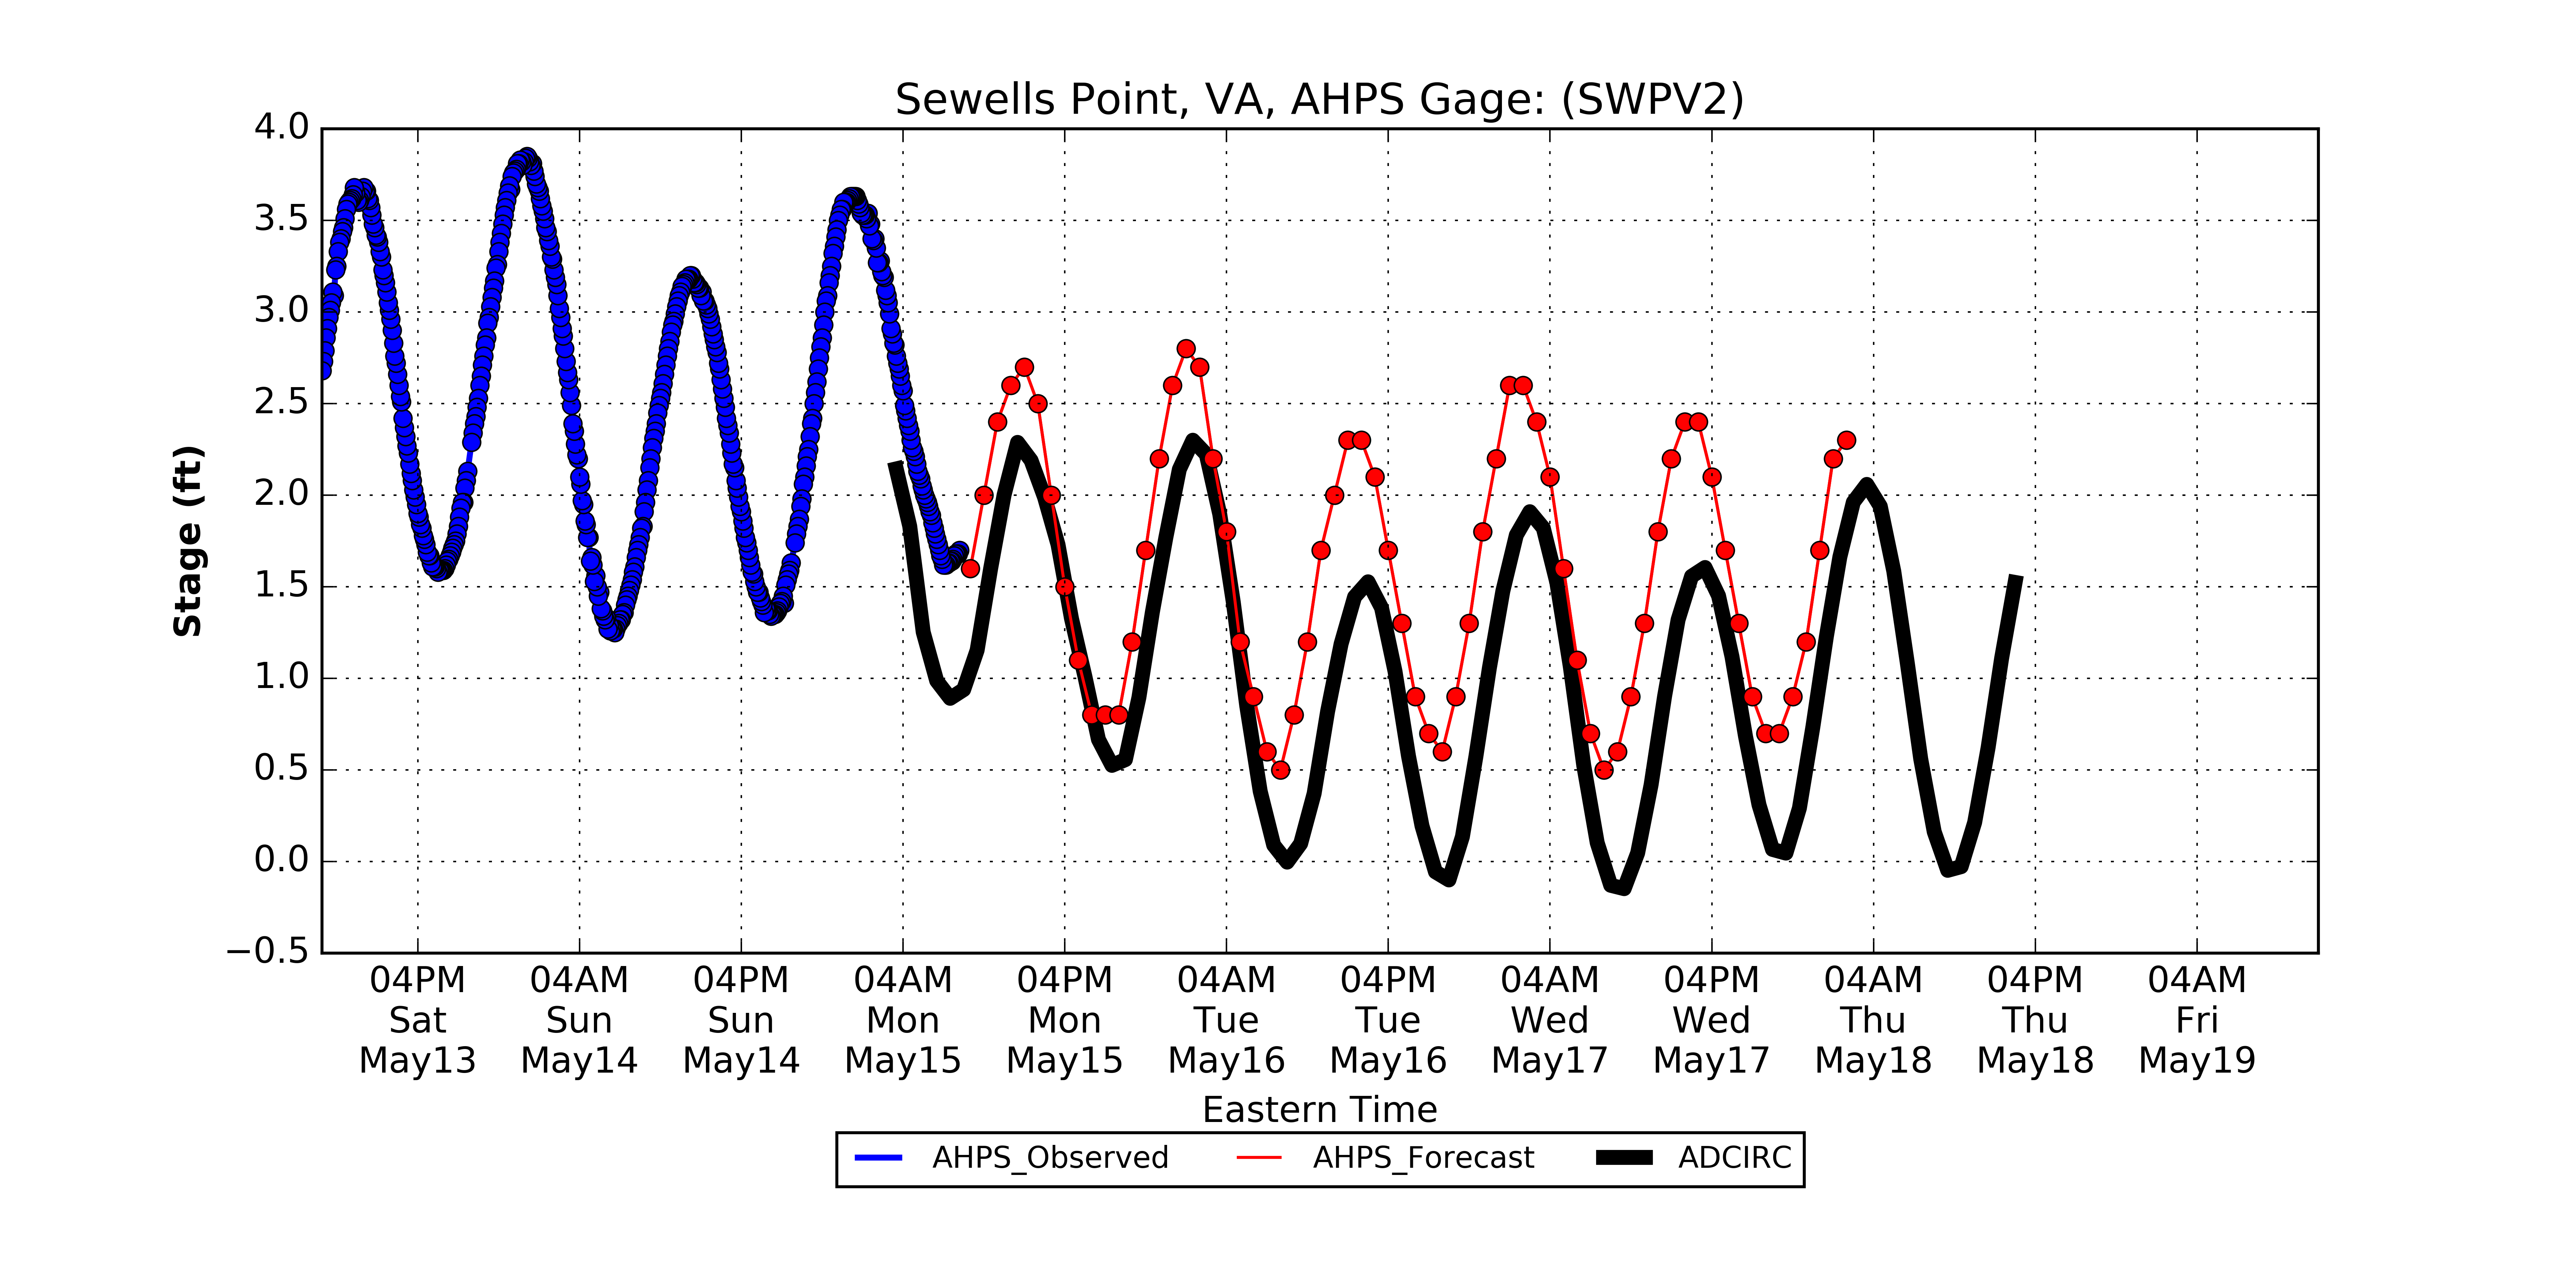 Sewells Point, VA, AHPS Gage: (SWPV2)
4.0
3.5
3.0
2.5
2.0
1.5
1.0
0.5
0.0
−0.5
Stage (ft)
04PM 04AM 04PM 04AM 04PM 04AM 04PM 04AM 04PM 04AM 04PM 04AM
Sat Sun Sun Mon Mon Tue Tue Wed Wed Thu Thu Fri
May13 May14 May14 May15 May15 May16 May16 May17 May17 May18 May18 May19
Eastern Time
AHPS_Observed AHPS_Forecast ADCIRC